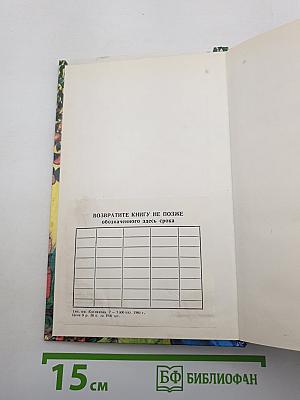 ВОЗВРАТИТЕ КНИГУ НЕ ПОЗЖЕ
обозначенного здесь срока
15 см
БФ БИБЛИОФАН